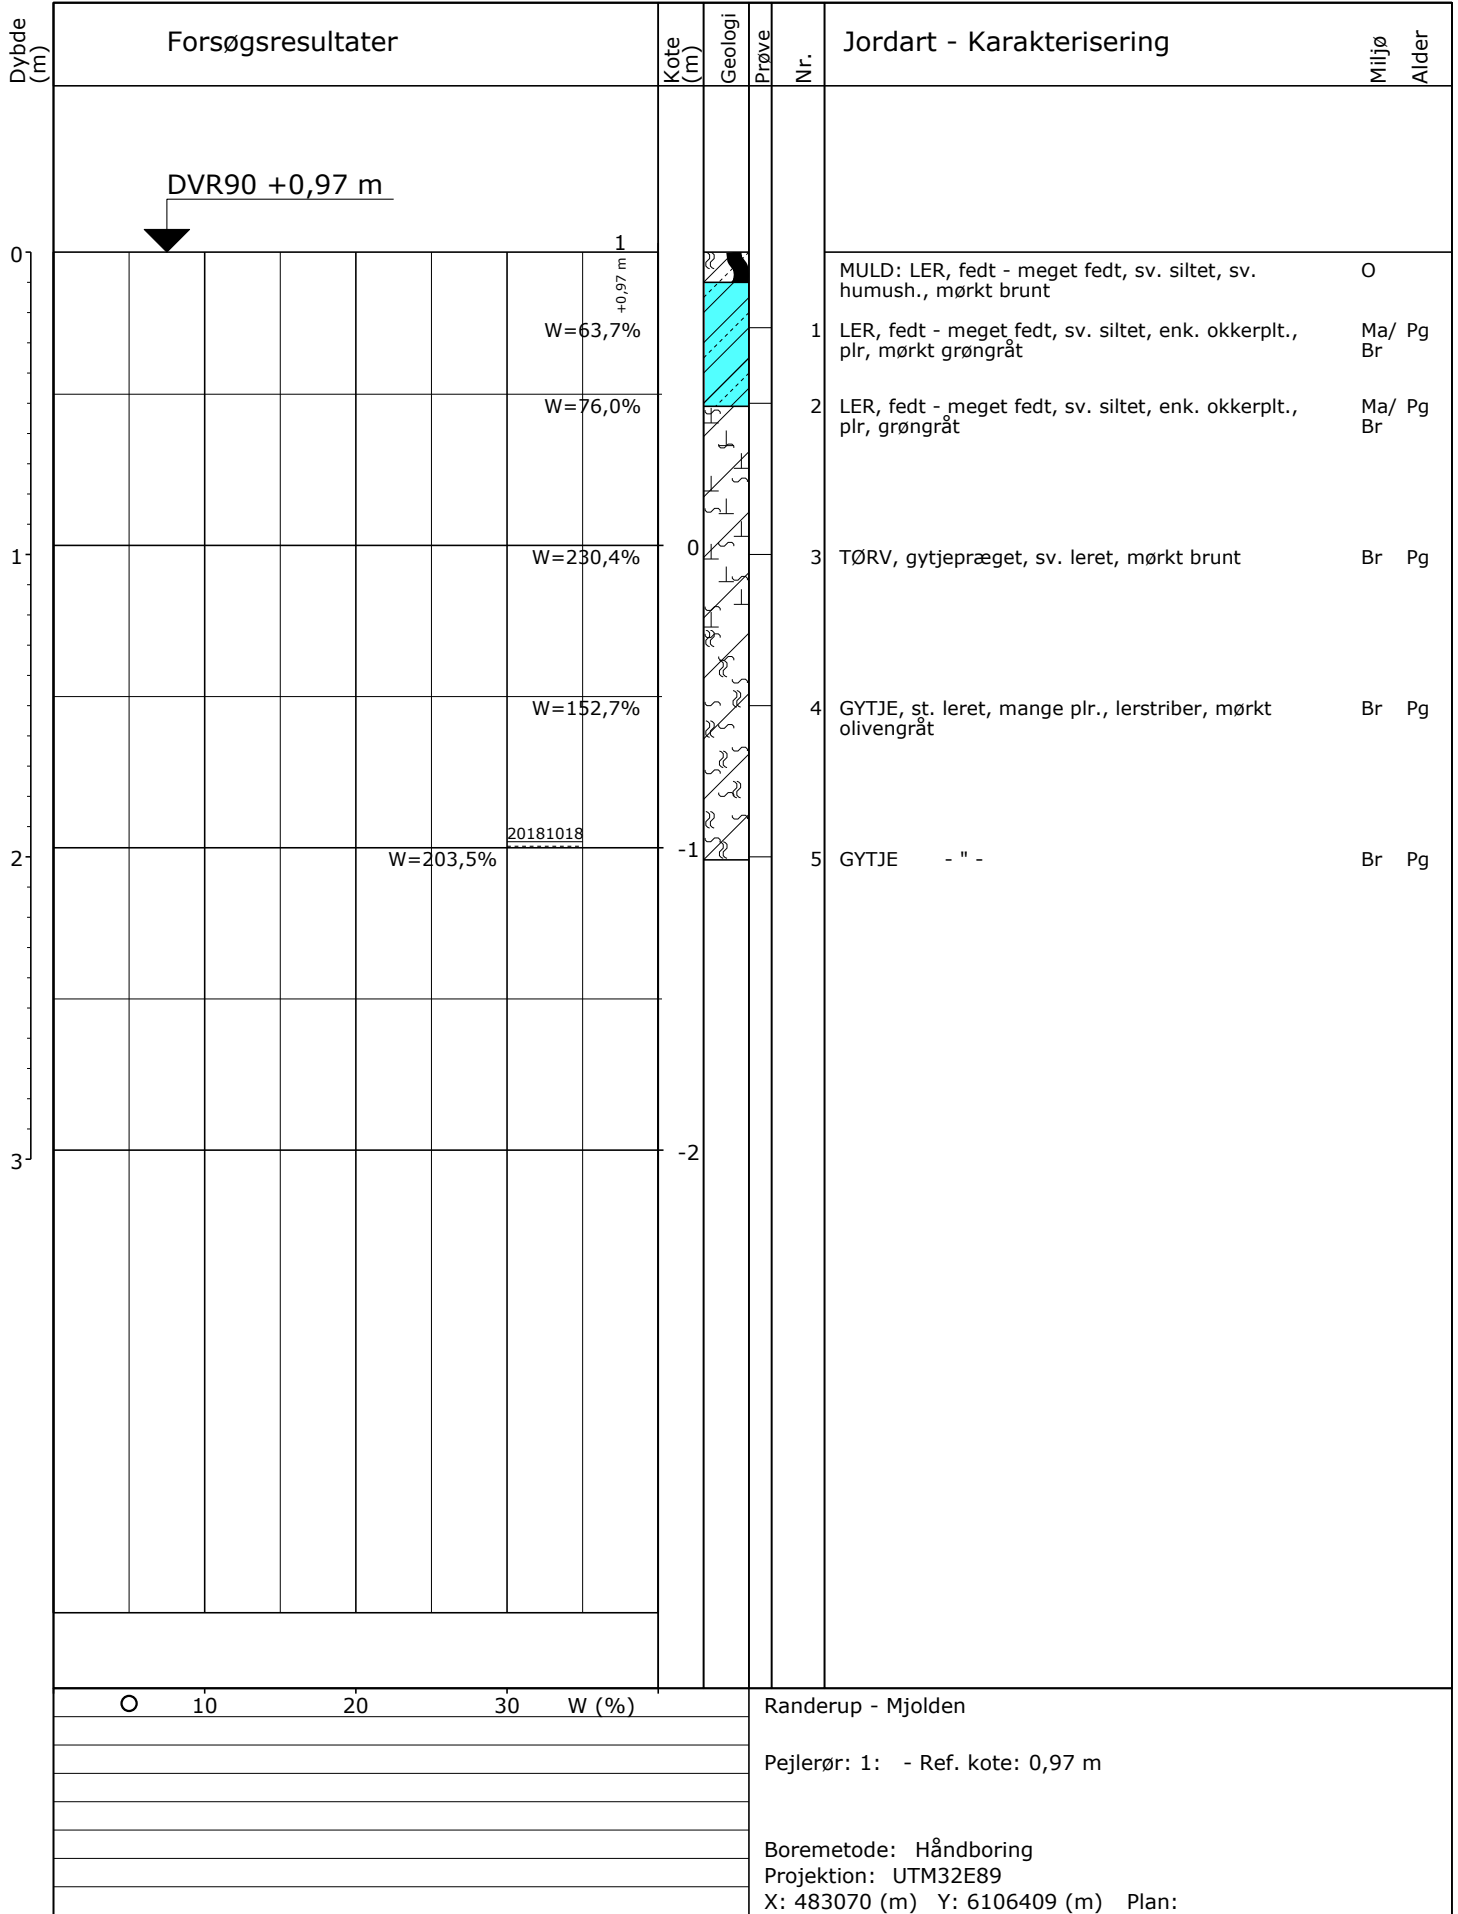 Dybde (m)
Forsøgsresultater
Kote (m)
Geologi
Prøve
Nr.
Jordart - Karakterisering
Miljø
Alder
DVR90 +0,97 m
0
1
+0,97 m
MULD: LER, fedt - meget fedt, sv. siltet, sv. O
humush., mørkt brunt
W=63,7% 1 LER, fedt - meget fedt, sv. siltet, enk. okkerplt., Ma/ Pg
plr, mørkt grøngråt Br
W=76,0% 2 LER, fedt - meget fedt, sv. siltet, enk. okkerplt., Ma/ Pg
plr, grøngråt Br
1 W=230,4% 0 3 TØRV, gytjepræget, sv. leret, mørkt brunt Br Pg
W=152,7% 4 GYTJE, st. leret, mange plr., lerstriber, mørkt Br Pg
olivengråt
20181018
2 W=203,5% -1 5 GYTJE - " - Br Pg
3 -2
10 20 30 W (%)
Randerup - Mjolden
Pejlerør: 1: - Ref. kote: 0,97 m
Boremetode: Håndboring
Projektion: UTM32E89
X: 483070 (m) Y: 6106409 (m) Plan: